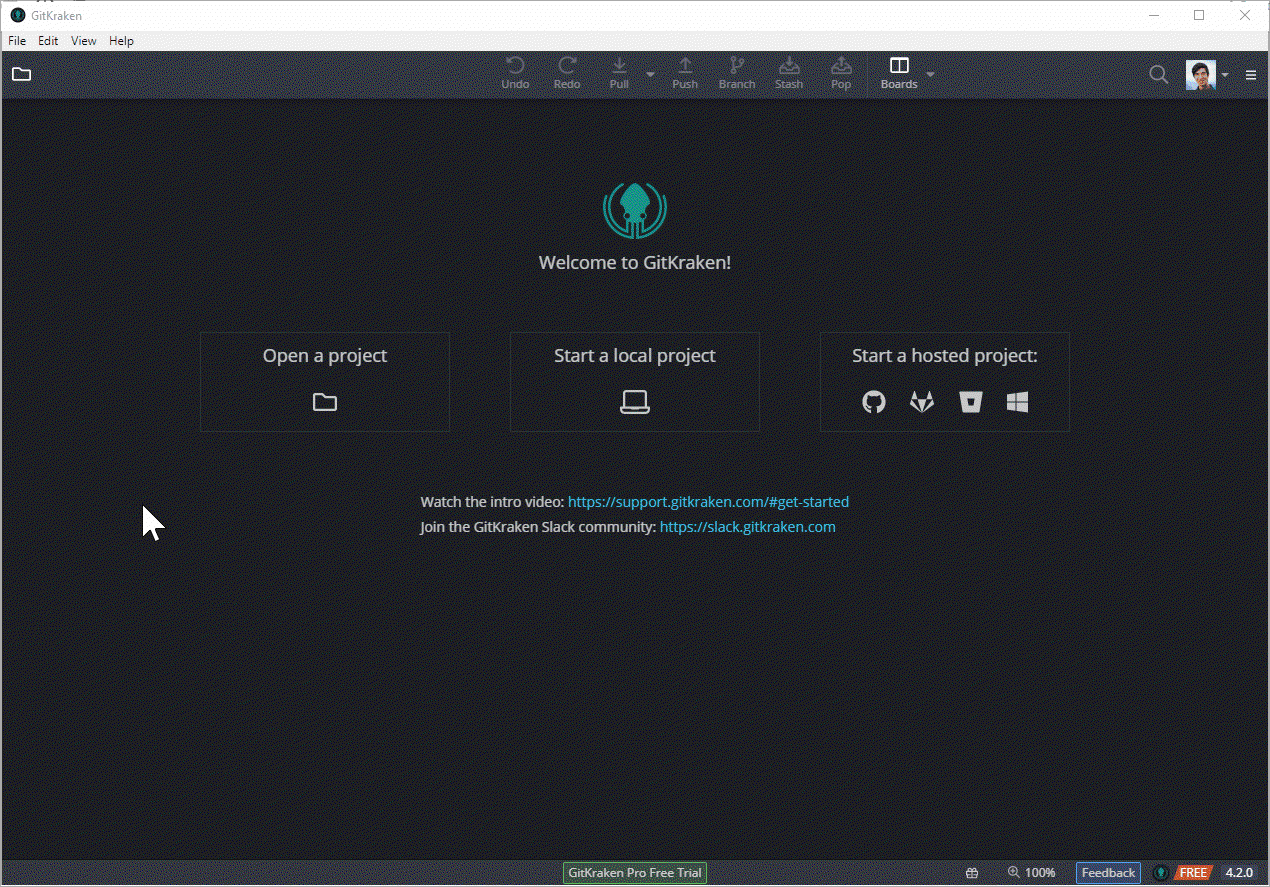 GitKraken
File Edit View Help
Undo Redo Pull Push Branch Stash Pop Boards
Welcome to GitKraken!
Open a project
Start a local project
Start a hosted project:
Watch the intro video: https://support.gitkraken.com/#get-started
Join the GitKraken Slack community: https://slack.gitkraken.com
GitKraken Pro Free Trial
100%
Feedback
FREE
4.2.0